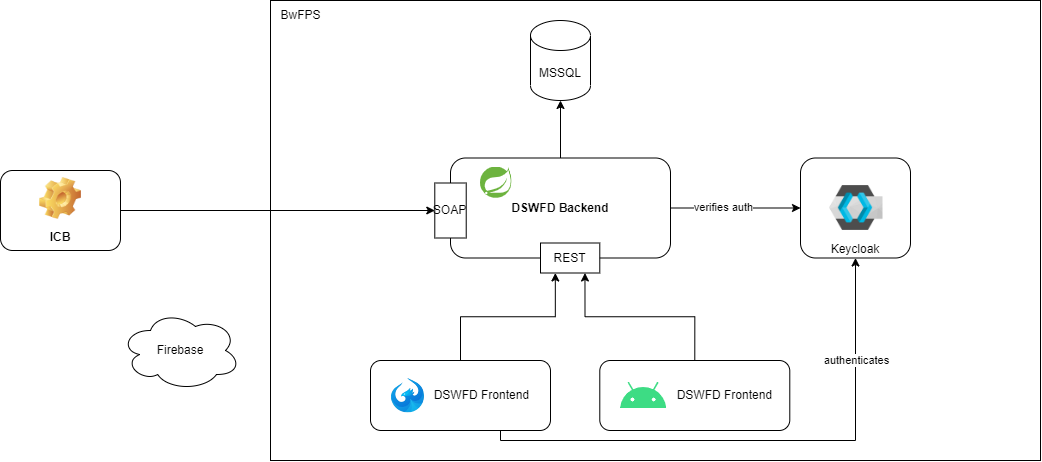 BwFPS
MSSQL
SOAP
DSWFD Backend
verifies auth
ICB
Keycloak
REST
Firebase
authenticates
DSWFD Frontend
DSWFD Frontend